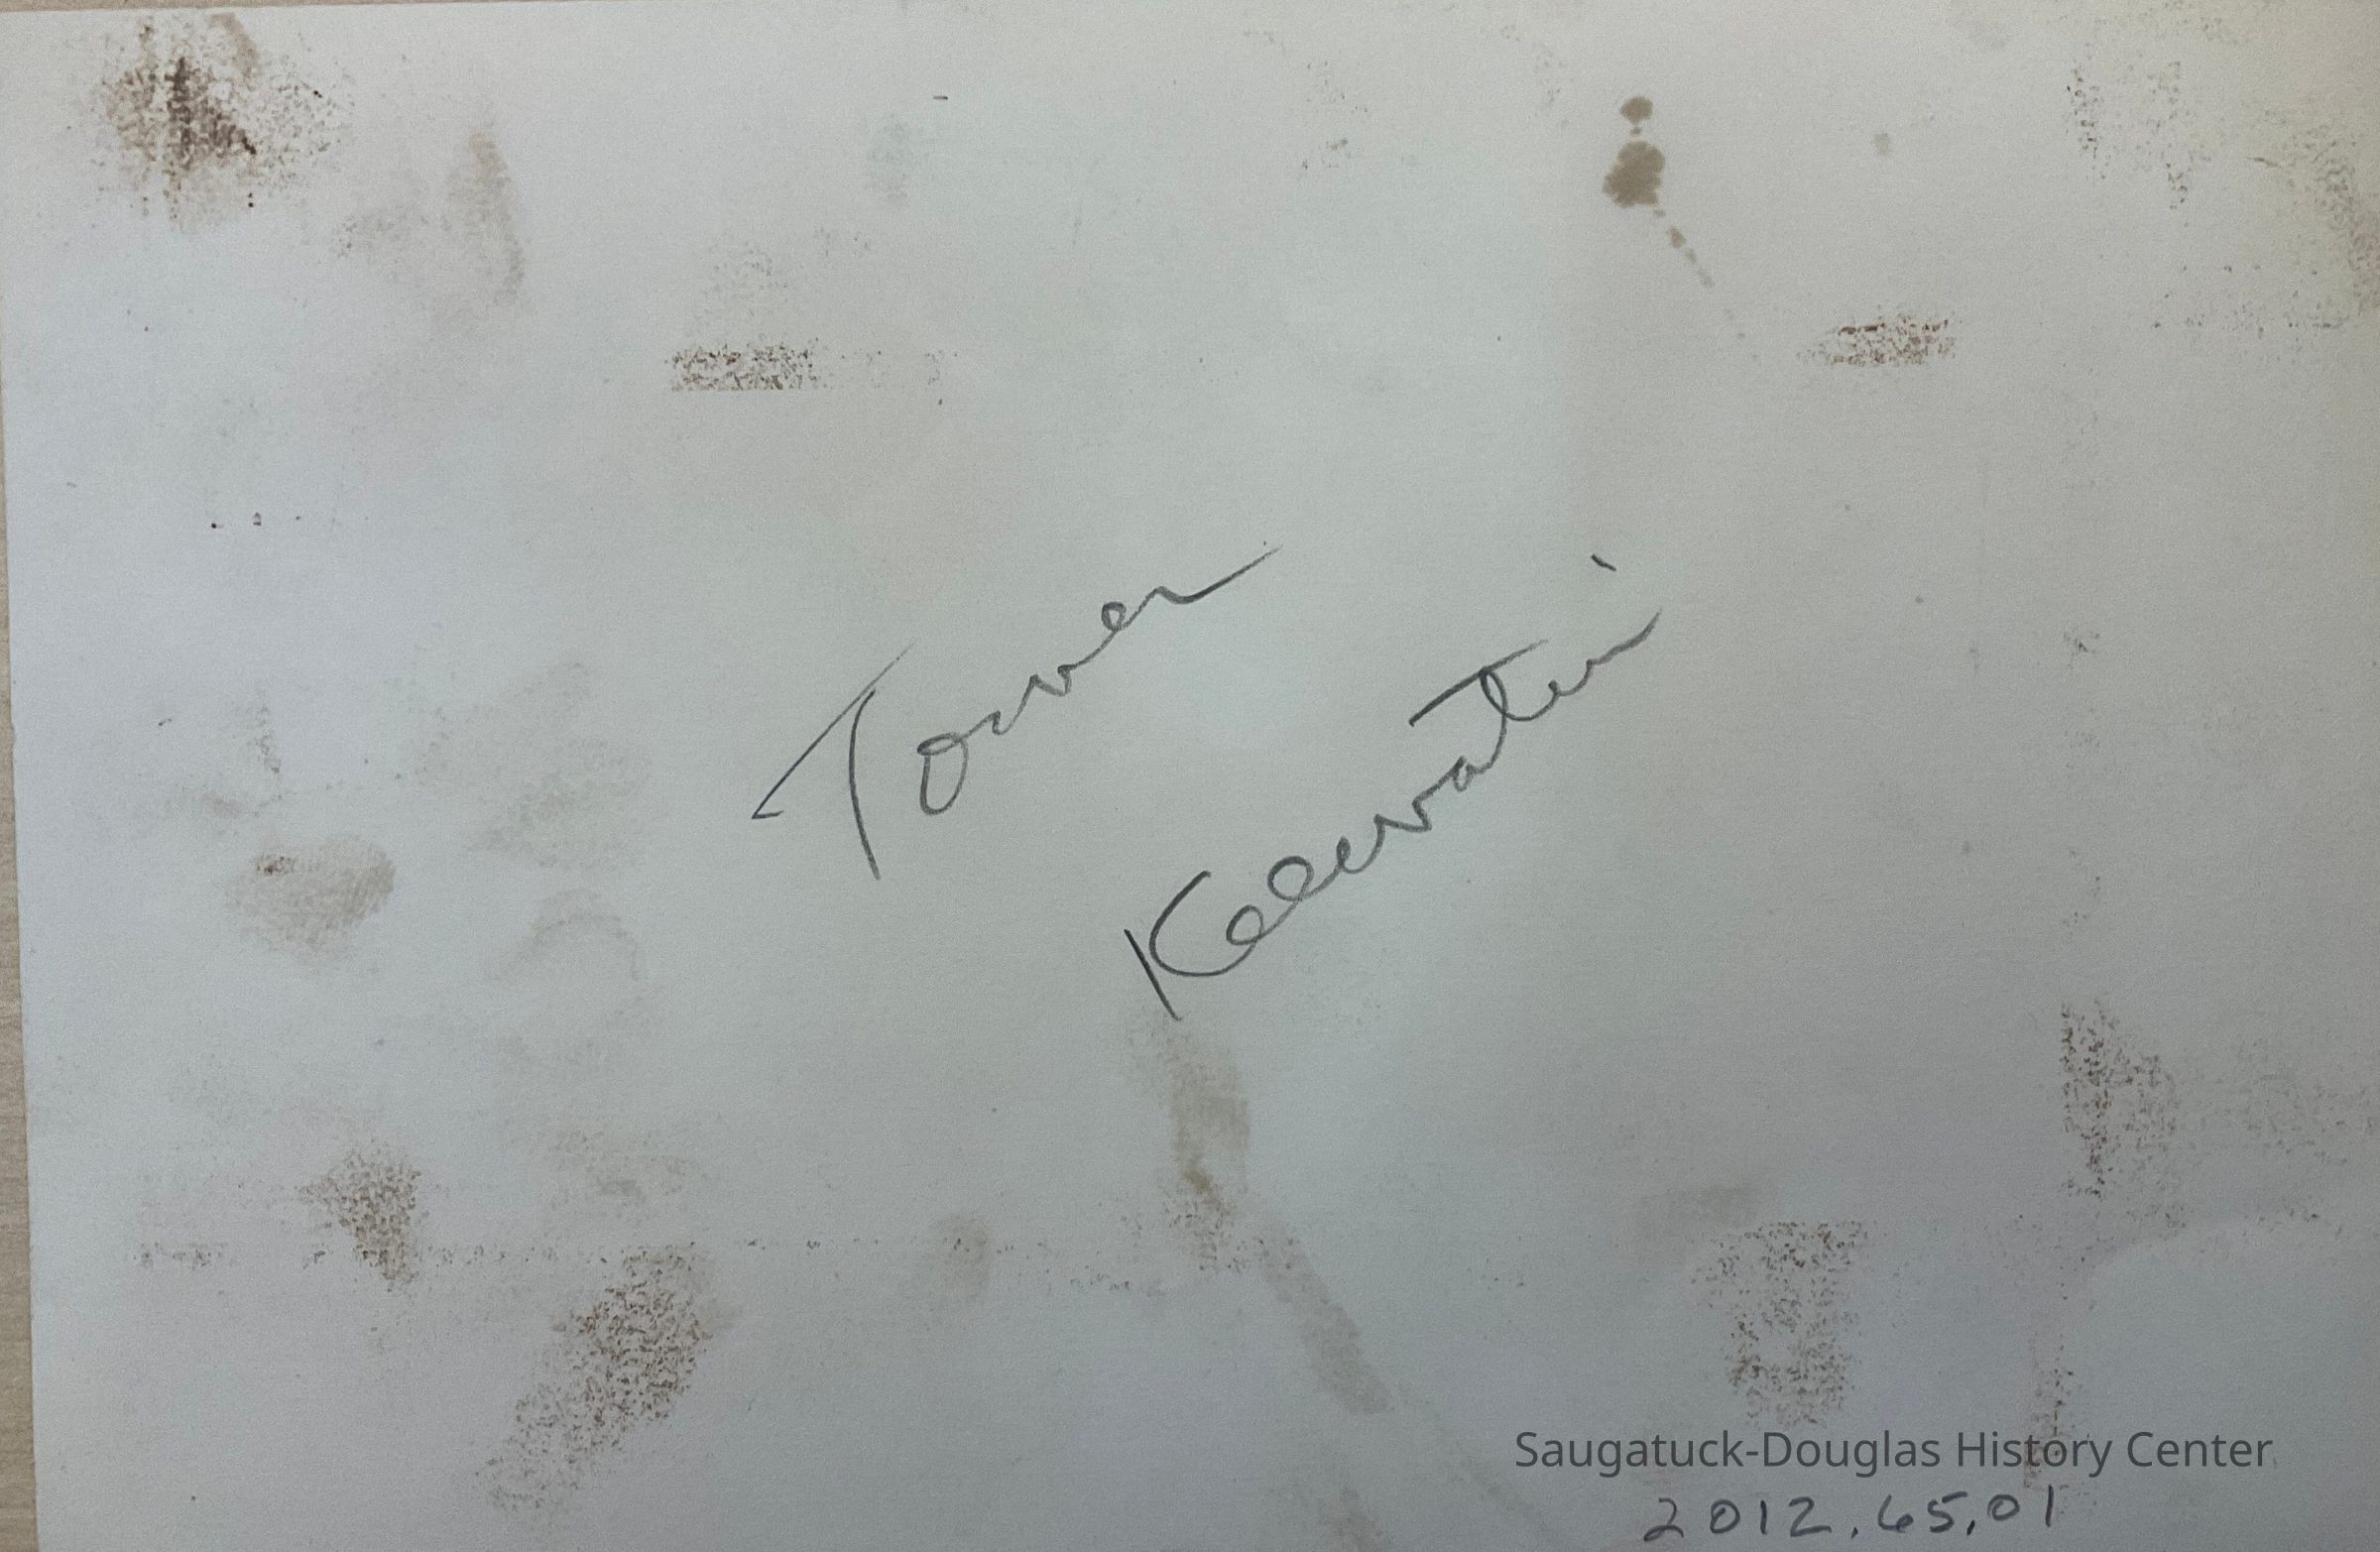 Tower
Keewatin
Saugatuck-Douglas History Center
2012.65.01